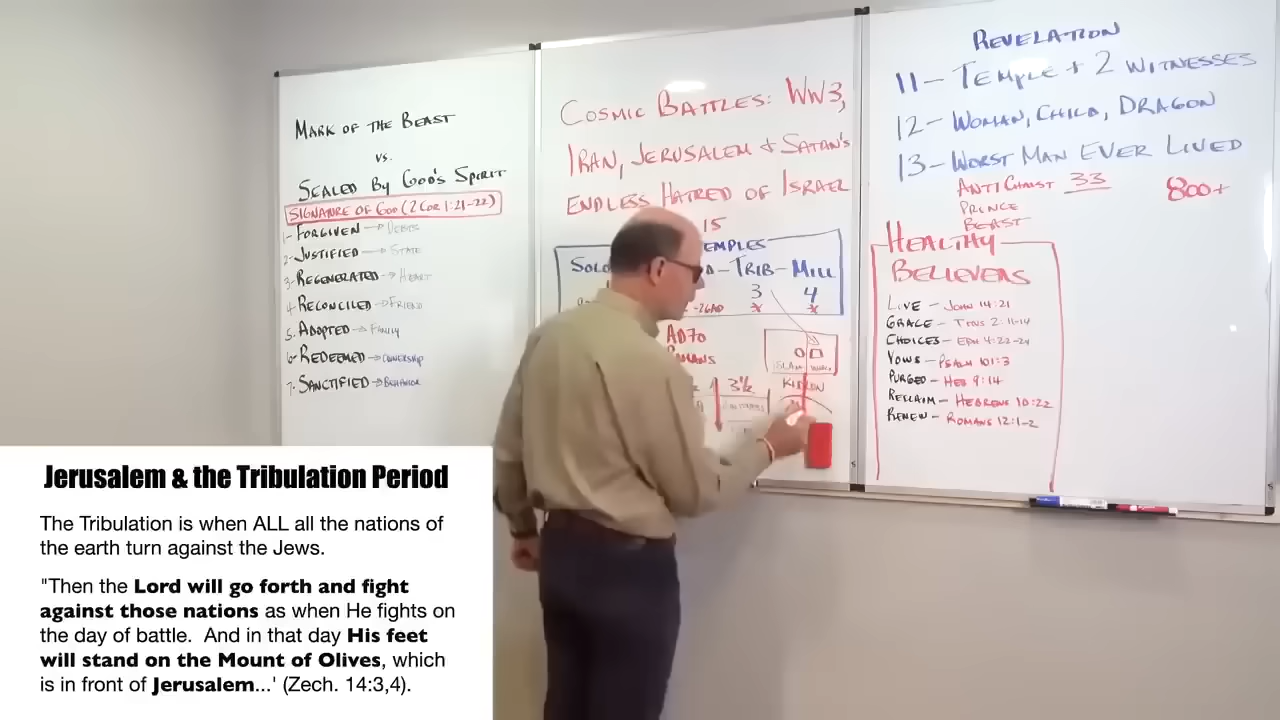 MARK OF THE BEAST
VS.
SEALED BY GOD'S SPIRIT
SIGNATURE OF GOD (2 COR 1:21-22)
1- FORGIVEN → DEBTS
2- JUSTIFIED → STATE
3- REGENERATED → HEART
4- RECONCILED → FRIEND
5- ADOPTED → FAMILY
6- REDEEMED → OWNERSHIP
7- SANCTIFIED → BEHAVIOR
COSMIC BATTLES: WW3,
IRAN, JERUSALEM + SATAN'S
ENDLESS HATRED OF ISRAEL
15
EMPLES
SOLO
- TRIB - MILL
3 4
-26AD
AD70
ROMANS
ISLAM
3½
KIDRON
REVELATION
11- TEMPLE + 2 WITNESSES
12- WOMAN, CHILD, DRAGON
13- WORST MAN EVER LIVED
ANTICHRIST 33
800+
PRINCE
BEAST
HEALTHY
BELIEVERS
LIVE - JOHN 14:21
GRACE - TITUS 2:11-14
CHOICES - EPH 4:22-24
VOWS - PSALM 101:3
PURGED - HEB 9:14
RECLAIM - HEBREWS 10:22
RENEW - ROMANS 12:1-2
Jerusalem & the Tribulation Period
The Tribulation is when ALL all the nations of
the earth turn against the Jews.
"Then the Lord will go forth and fight
against those nations as when He fights on
the day of battle. And in that day His feet
will stand on the Mount of Olives, which
is in front of Jerusalem...' (Zech. 14:3,4).